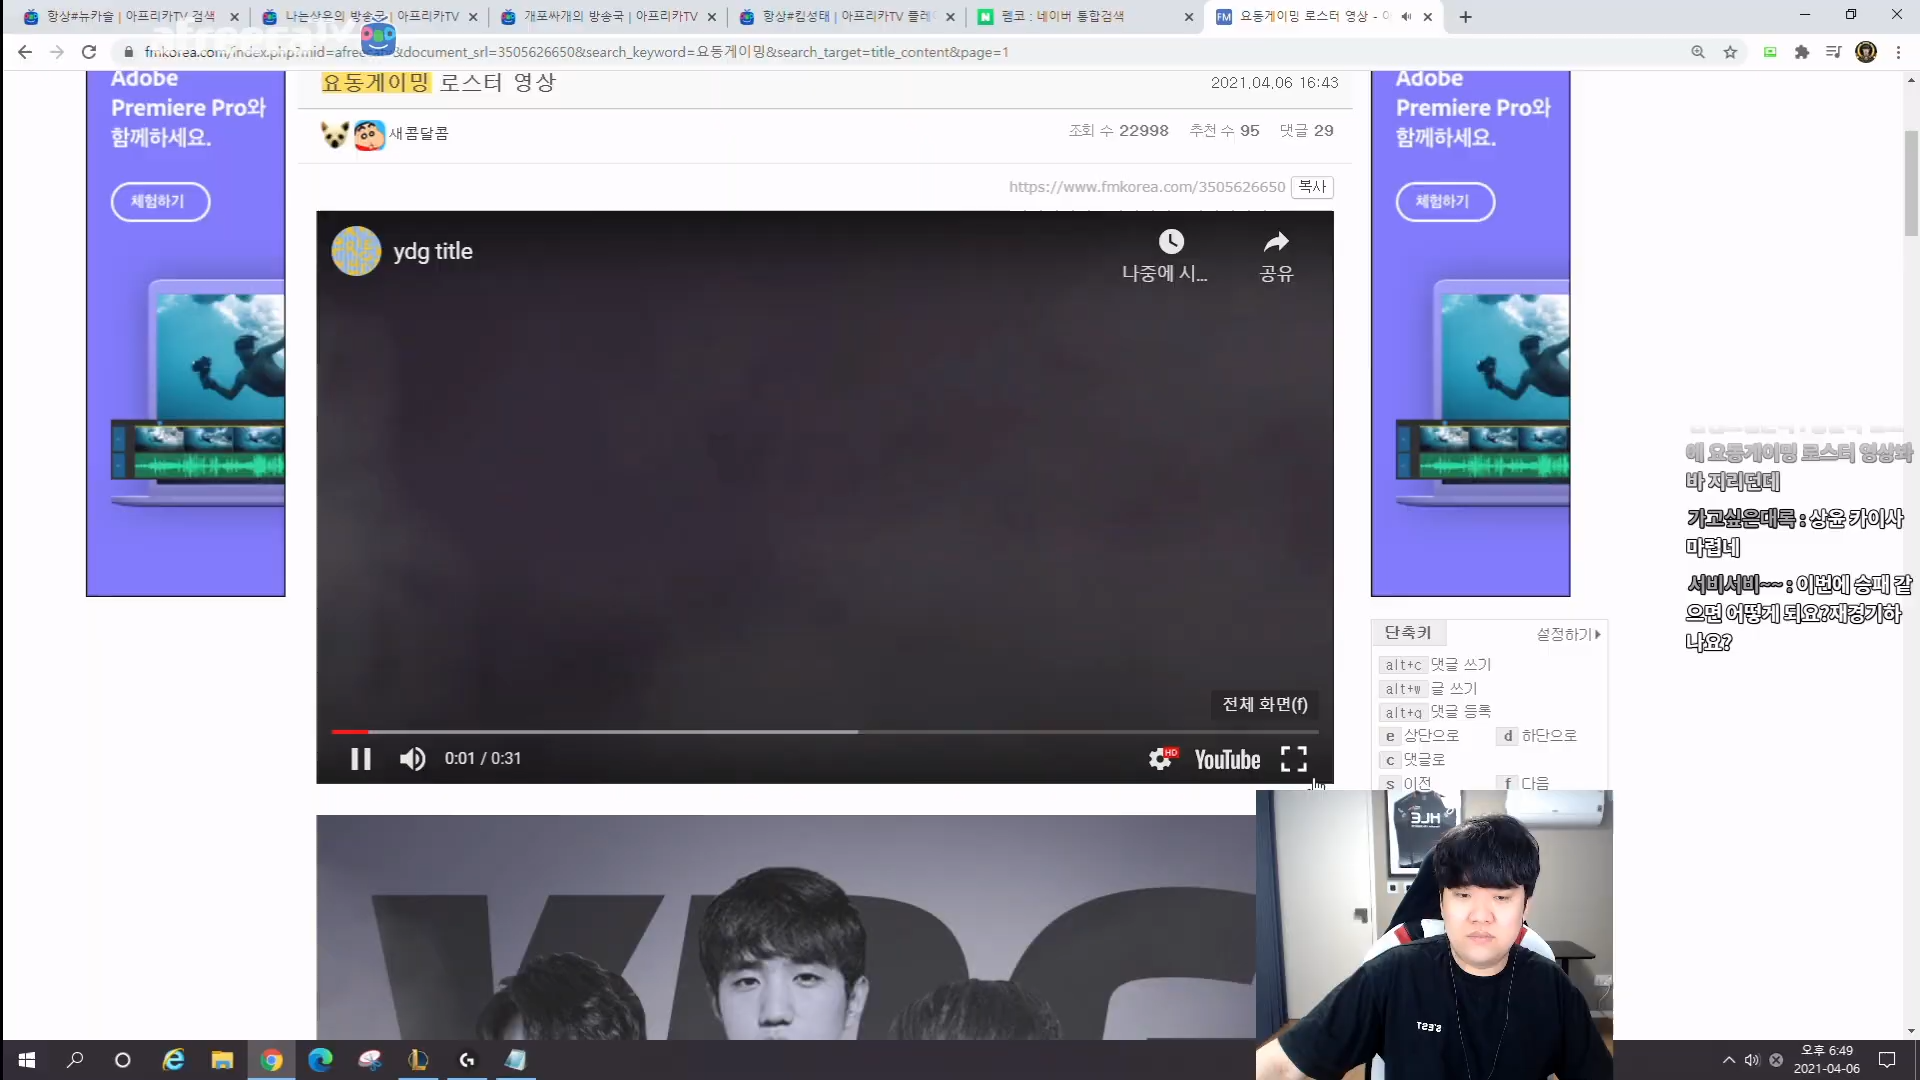 항상#뉴카슬 | 아프리카TV 검색
나는상윤의 방송국 | 아프리카TV
개포싸개의 방송국 | 아프리카TV
항상#킴성태 | 아프리카TV 플레
펨코 : 네이버 통합검색
FM 요동게이밍 로스터 영상 -
afreecaTV
fmkorea.com/index.php?mid=afreecatv&document_srl=3505626650&search_keyword=요동게이밍&search_target=title_content&page=1
Adobe
Premiere Pro와
함께하세요.
체험하기
요동게이밍 로스터 영상
2021.04.06 16:43
새콤달콤
조회 수 22998 추천 수 95 댓글 29
https://www.fmkorea.com/3505626650 복사
ydg title
나중에 시...
공유
전체 화면(f)
0:01 / 0:31
HD
YouTube
YDG
Adobe
Premiere Pro와
함께하세요.
체험하기
에 요동게이밍 로스터 영상봐
바 지리던데
가고싶은대록 : 상윤 카이사
마렵네
서비서비~~ : 이번에 승패 같
으면 어떻게 되요?재경기하
나요?
단축키
설정하기
alt+c 댓글 쓰기
alt+w 글 쓰기
alt+q 댓글 등록
e 상단으로 d 하단으로
c 댓글로
s 이전 f 다음
HLE
오후 6:49
2021-04-06